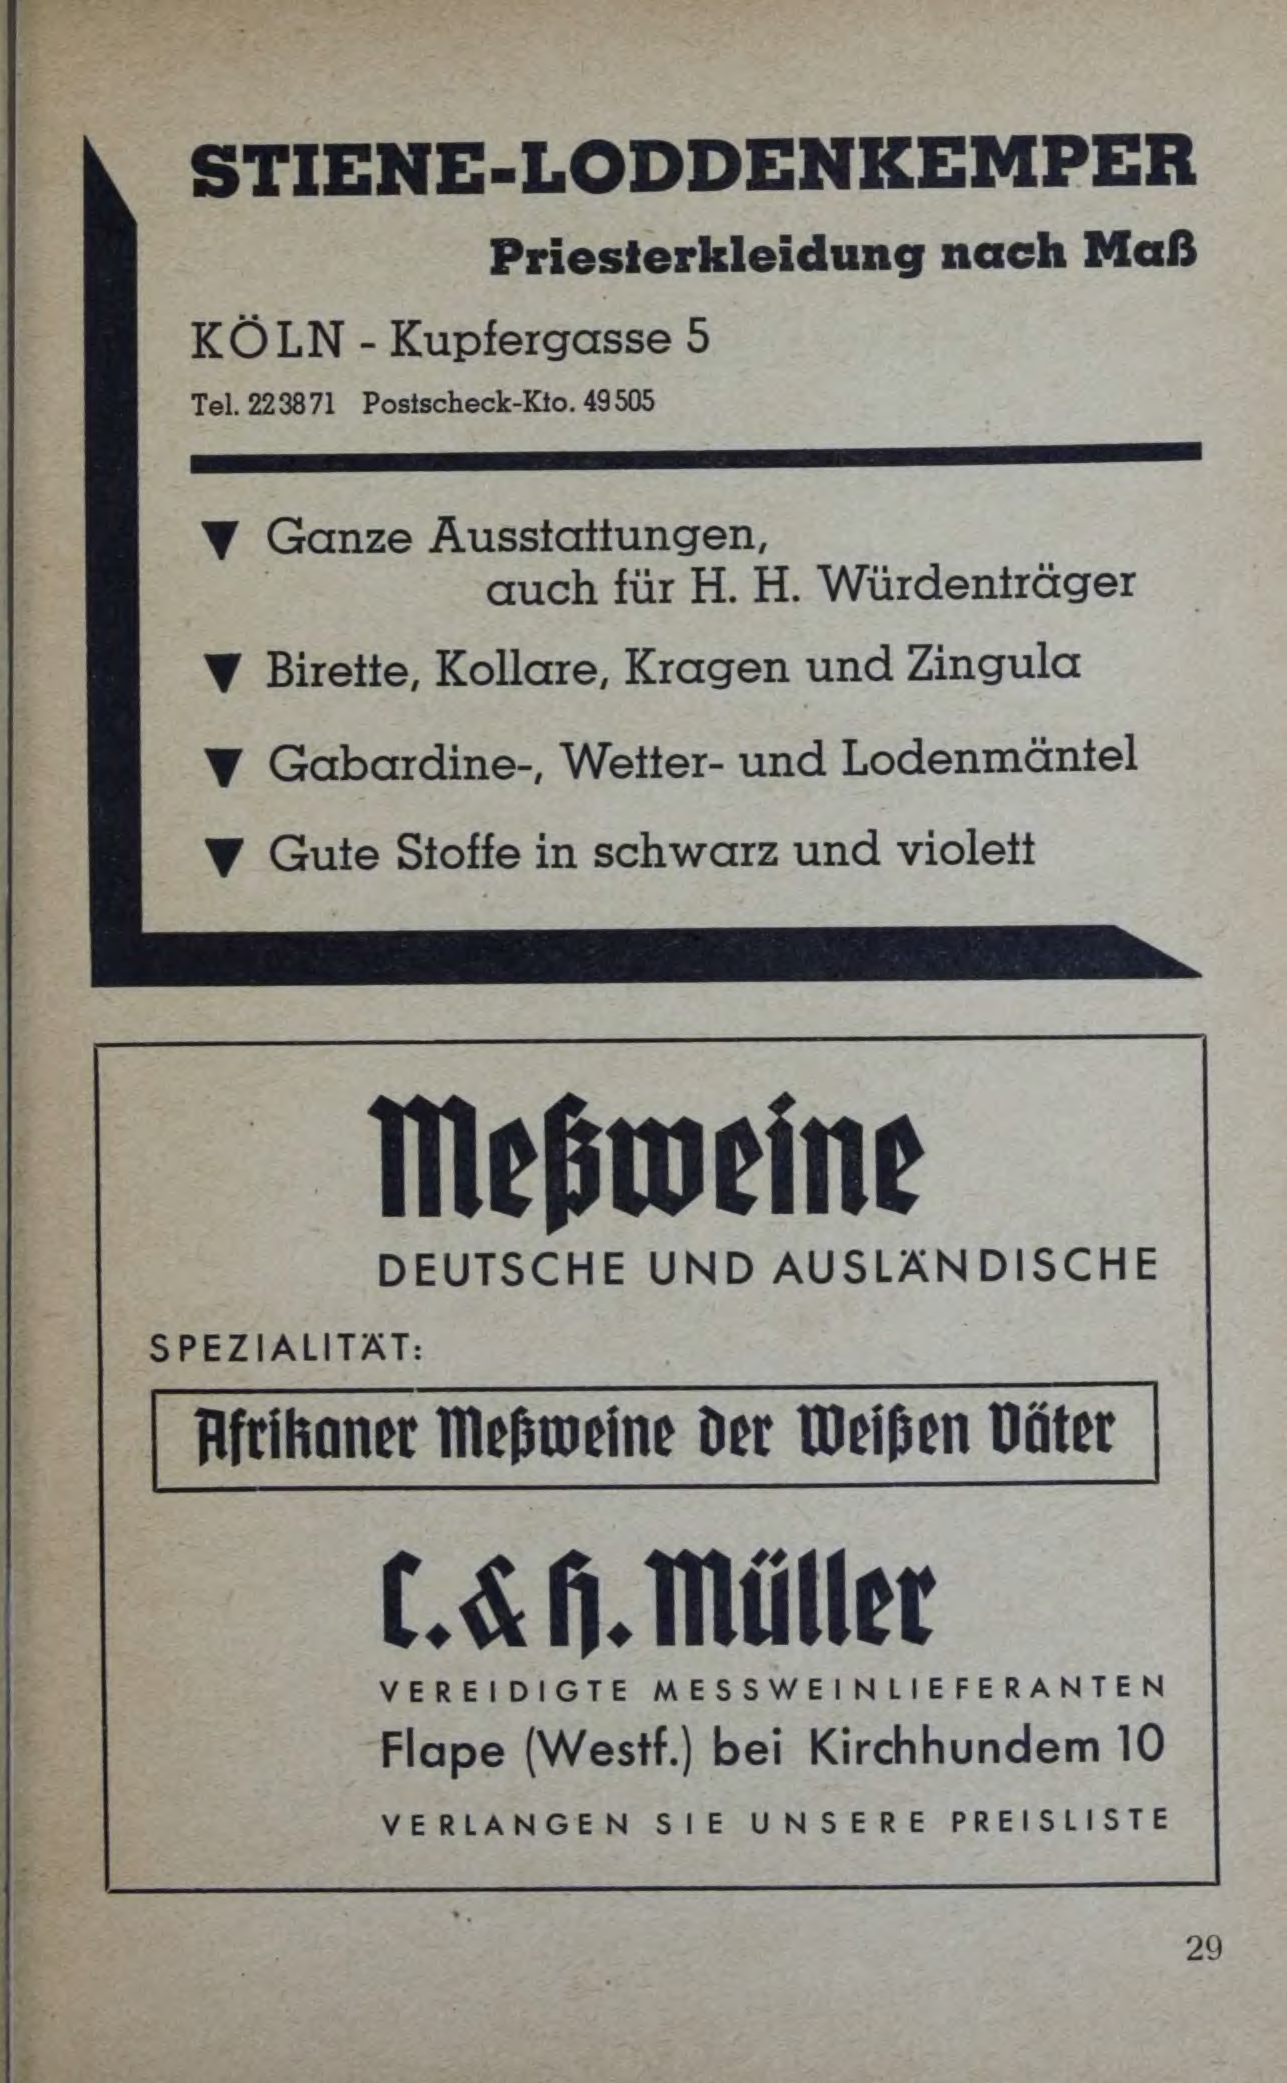 STIENE-LODDENKEMPER
Priesterkleidung nach Maß
KÖLN - Kupfergasse 5
Tel. 223871 Postscheck-Kto. 49505
▼ Ganze Ausstattungen,
auch für H. H. Würdenträger
▼ Birette, Kollare, Kragen und Zingula
▼ Gabardine-, Wetter- und Lodenmäntel
▼ Gute Stoffe in schwarz und violett
Meßweine
DEUTSCHE UND AUSLÄNDISCHE
SPEZIALITÄT:
Afrikaner Meßweine der Weißen Väter
C. & H. Müller
VEREIDIGTE MESSWEINLIEFERANTEN
Flape (Westf.) bei Kirchhundem 10
VERLANGEN SIE UNSERE PREISLISTE
29